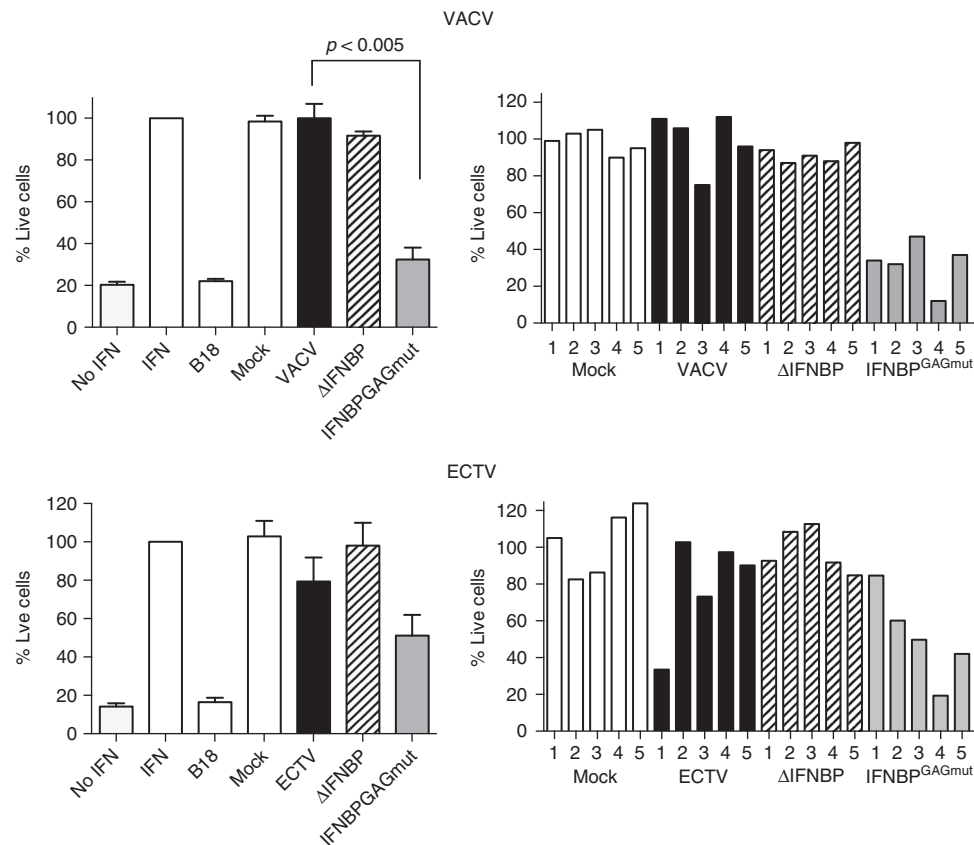 VACV
p < 0.005
% Live cells
100
80
60
40
20
0
No IFN
IFN
B18
Mock
VACV
ΔIFNBP
IFNBPGAGmut
% Live cells
120
100
80
60
40
20
0
1 2 3 4 5 1 2 3 4 5 1 2 3 4 5 1 2 3 4 5
Mock VACV ΔIFNBP IFNBPGAGmut
ECTV
% Lve cells
120
100
80
60
40
20
0
No IFN
IFN
B18
Mock
ECTV
ΔIFNBP
IFNBPGAGmut
% Live cells
120
100
80
60
40
20
0
1 2 3 4 5 1 2 3 4 5 1 2 3 4 5 1 2 3 4 5
Mock ECTV ΔIFNBP IFNBPGAGmut